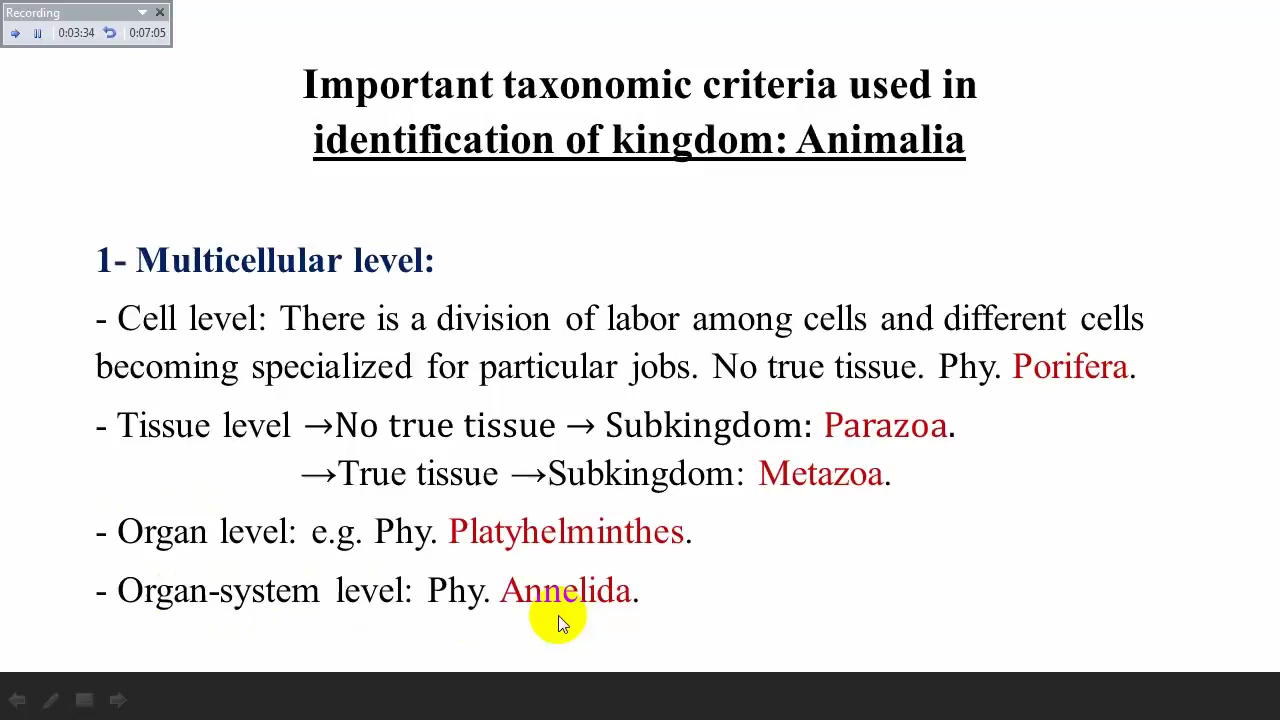 Recording
0:03:34 0:07:05
Important taxonomic criteria used in
identification of kingdom: Animalia
1- Multicellular level:
- Cell level: There is a division of labor among cells and different cells
becoming specialized for particular jobs. No true tissue. Phy. Porifera.
- Tissue level →No true tissue → Subkingdom: Parazoa.
→True tissue →Subkingdom: Metazoa.
- Organ level: e.g. Phy. Platyhelminthes.
- Organ-system level: Phy. Annelida.